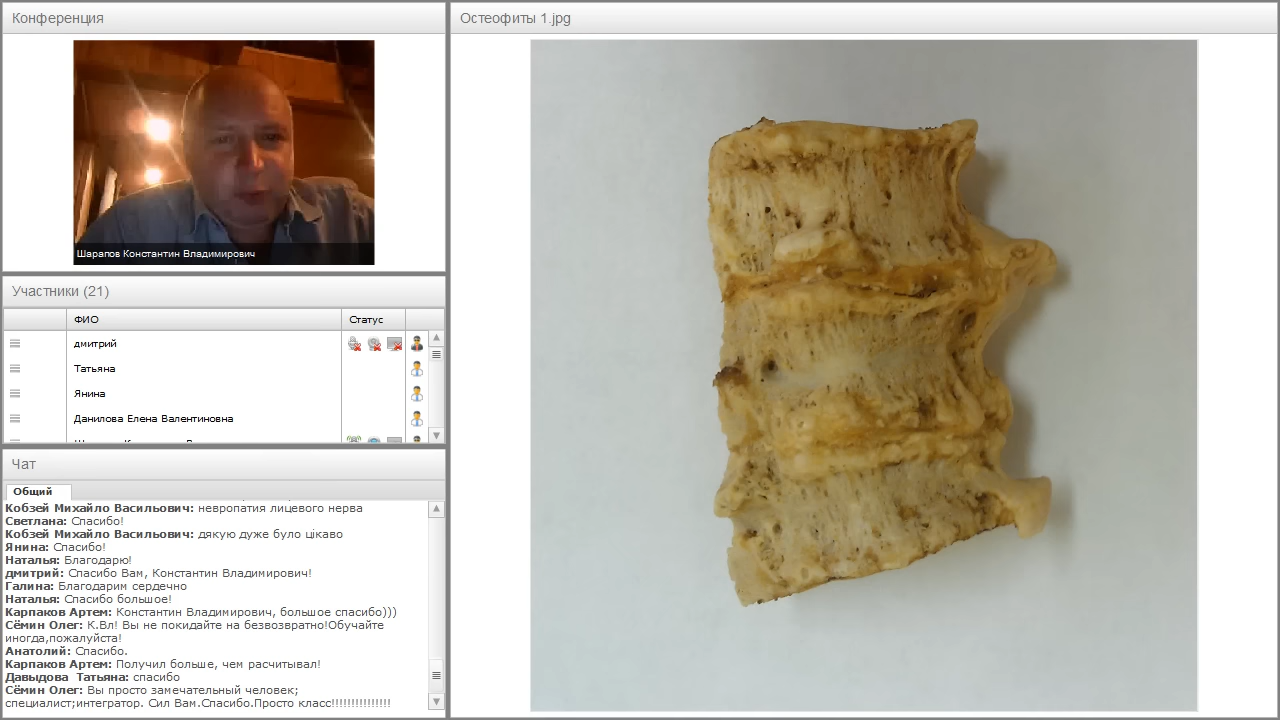 Конференция
Шарапов Константин Владимирович
Участники (21)
ФИО
Статус
дмитрий
Татьяна
Янина
Данилова Елена Валентиновна
Чат
Общий
Кобзей Михайло Васильович: невропатия лицевого нерва
Светлана: Спасибо!
Кобзей Михайло Васильович: дякую дуже було цікаво
Янина: Спасибо!
Наталья: Благодарю!
дмитрий: Спасибо Вам, Константин Владимирович!
Галина: Благодарим сердечно
Наталья: Спасибо большое!
Карпаков Артем: Константин Владимирович, большое спасибо)))
Сёмин Олег: К.Вл! Вы не покидайте на безвозвратно!Обучайте
иногда,пожалуйста!
Анатолий: Спасибо.
Карпаков Артем: Получил больше, чем расчитывал!
Давыдова Татьяна: спасибо
Сёмин Олег: Вы просто замечательный человек;
специалист;интегратор. Сил Вам.Спасибо.Просто класс!!!!!!!!!!!!!!!
Остеофиты 1.jpg